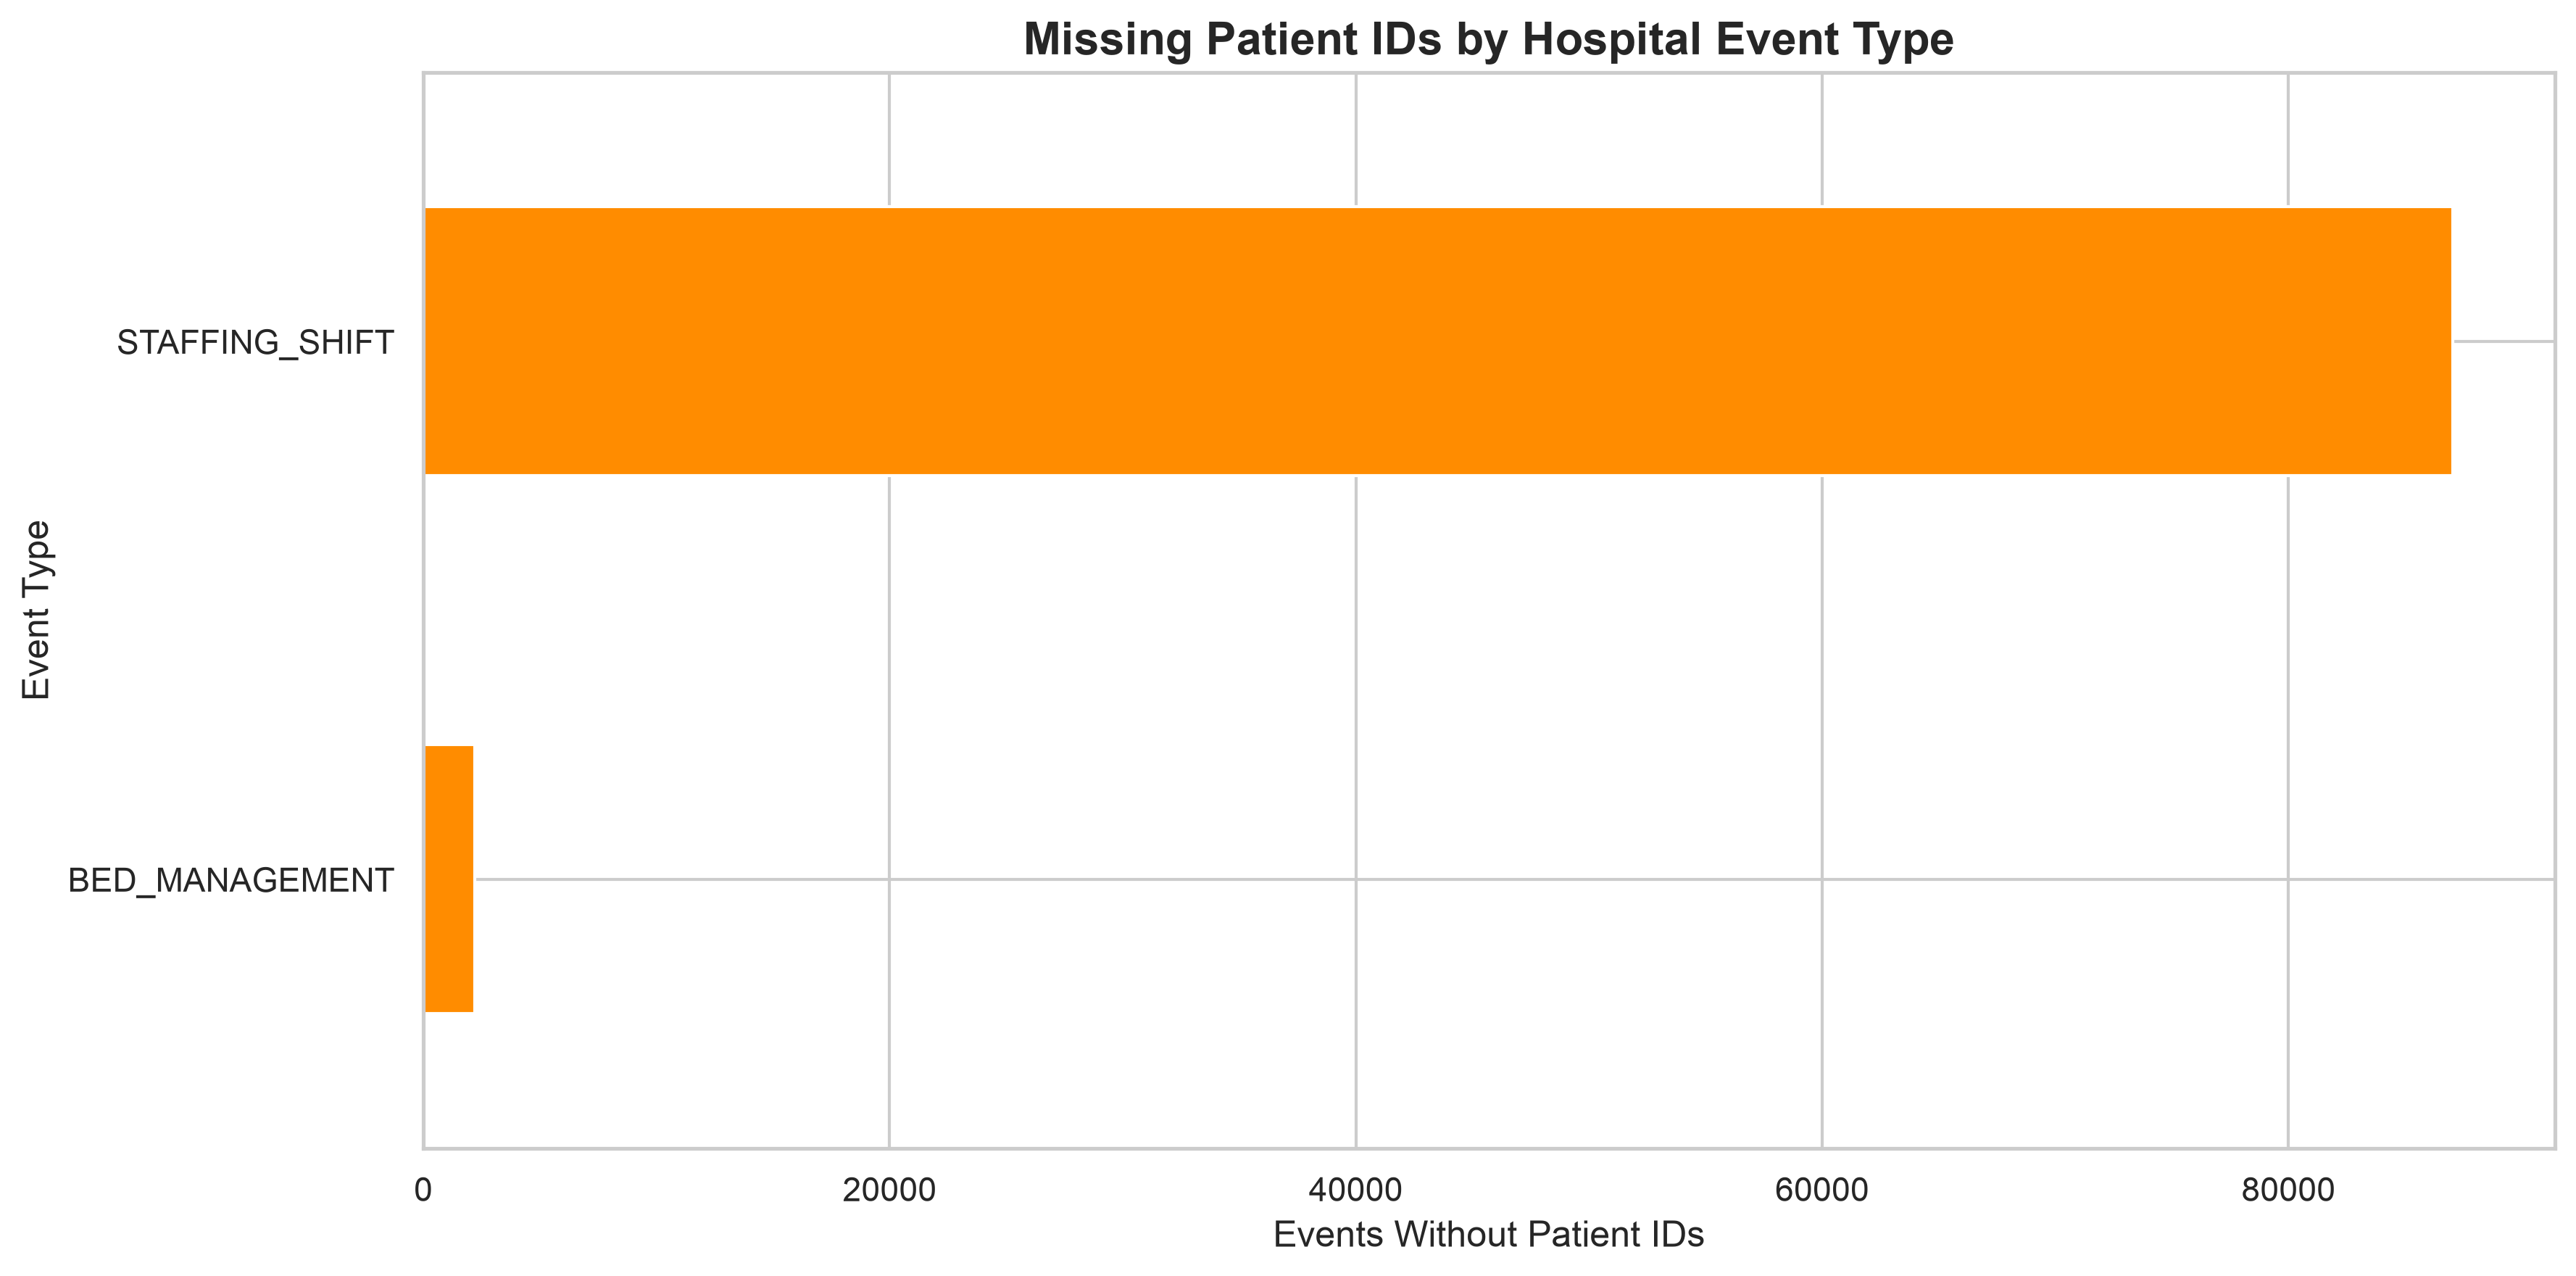 Missing Patient IDs by Hospital Event Type
Event Type
STAFFING_SHIFT
BED_MANAGEMENT
0 20000 40000 60000 80000
Events Without Patient IDs